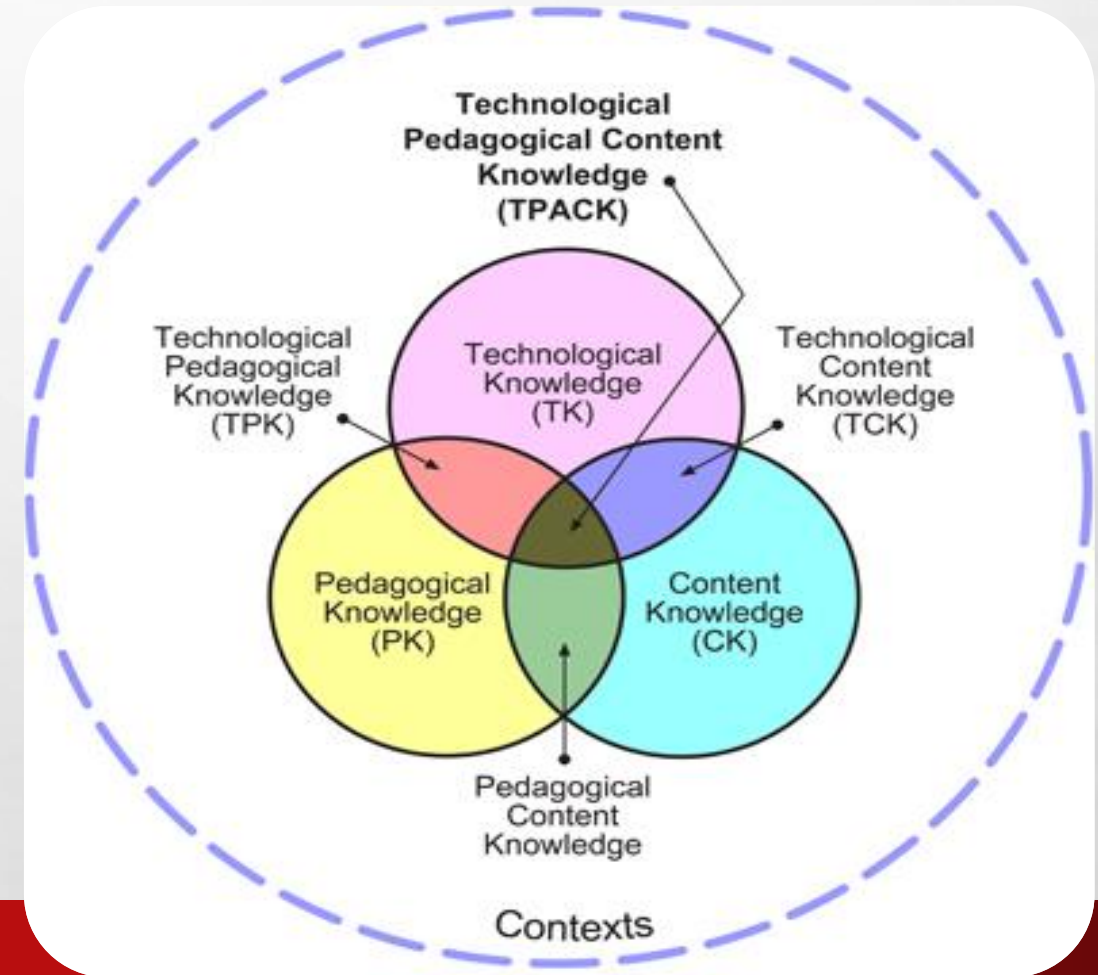 Technological
Pedagogical Content
Knowledge
(TPACK)
Technological
Pedagogical
Knowledge
(TPK)
Technological
Knowledge
(TK)
Technological
Content
Knowledge
(TCK)
Pedagogical
Knowledge
(PK)
Content
Knowledge
(CK)
Pedagogical
Content
Knowledge
Contexts